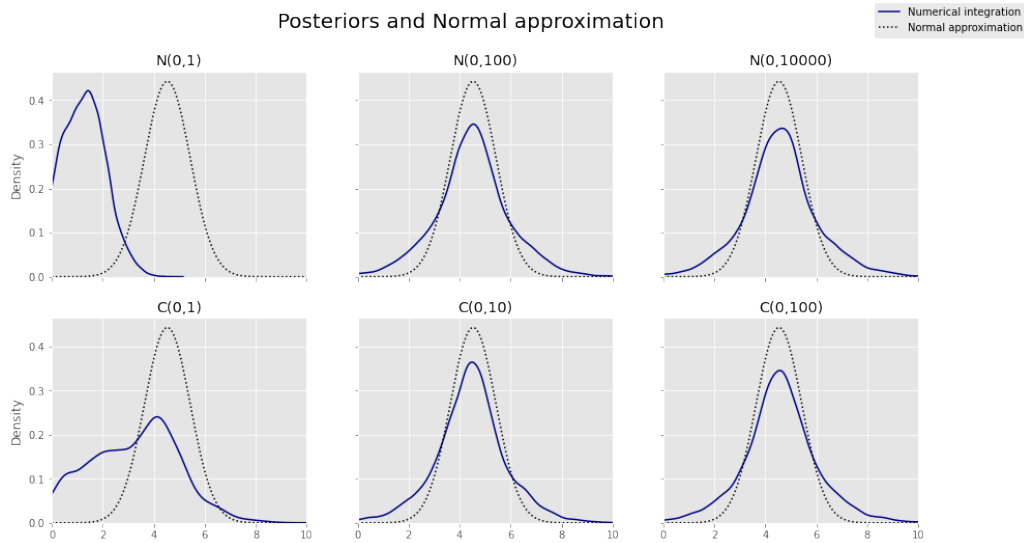 Posteriors and Normal approximation
Numerical integration
Normal approximation
N(0,1)
N(0,100)
N(0,10000)
Density
0.4
0.3
0.2
0.1
0.0
C(0,1)
C(0,10)
C(0,100)
Density
0.4
0.3
0.2
0.1
0.0
0 2 4 6 8 10
0 2 4 6 8 10
0 2 4 6 8 10